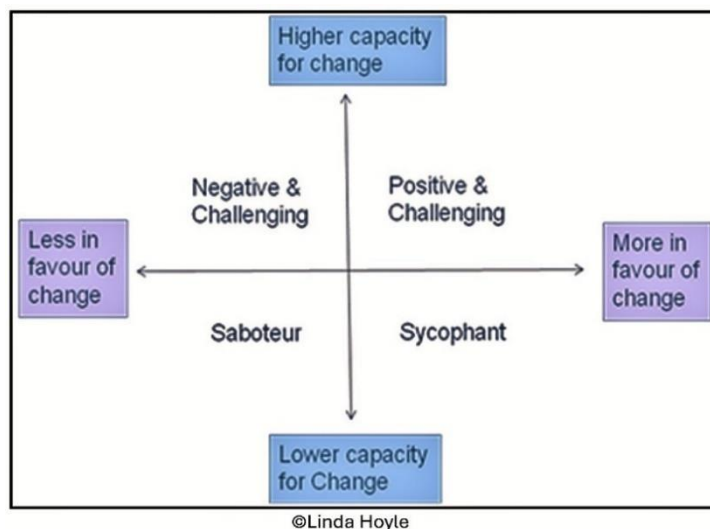 Higher capacity
for change
Negative &
Challenging
Positive &
Challenging
Less in
favour of
change
More in
favour of
change
Saboteur
Sycophant
Lower capacity
for Change
©Linda Hoyle